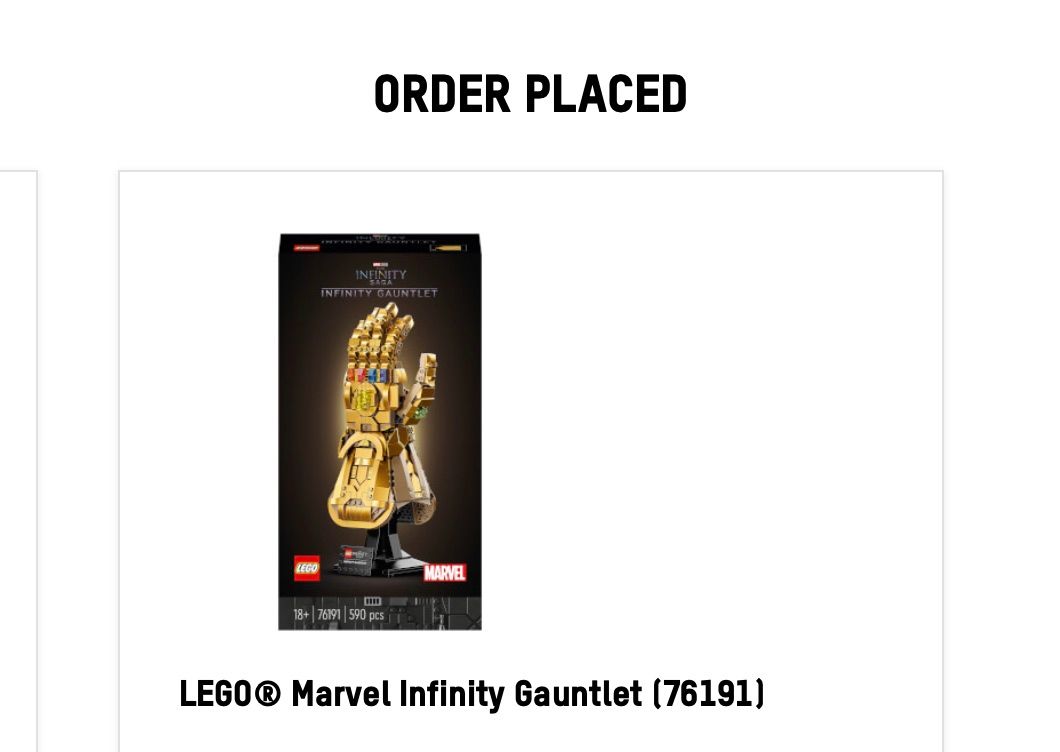 ORDER PLACED
INFINITY
SAGA
INFINITY GAUNTLET
LEGO
MARVEL
18+ 76191 590 pcs
LEGO® Marvel Infinity Gauntlet (76191)